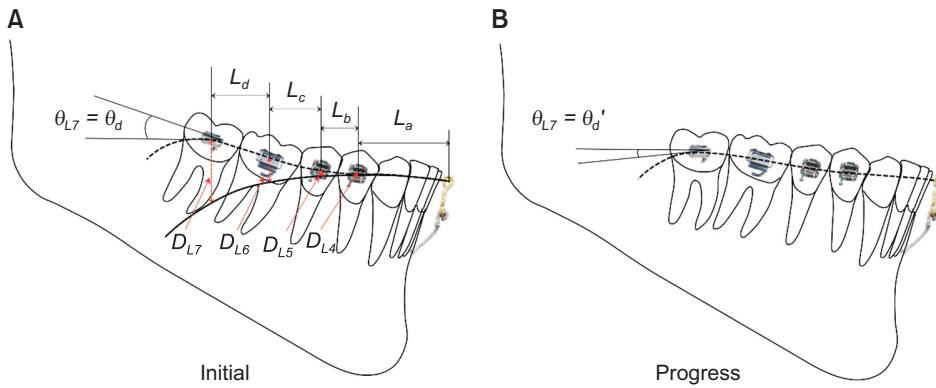 A
B
L_d
L_c
L_b
L_a
θ_L7 = θ_d
θ_L7 = θ_d'
D_L7
D_L6
D_L5
D_L4
Initial
Progress